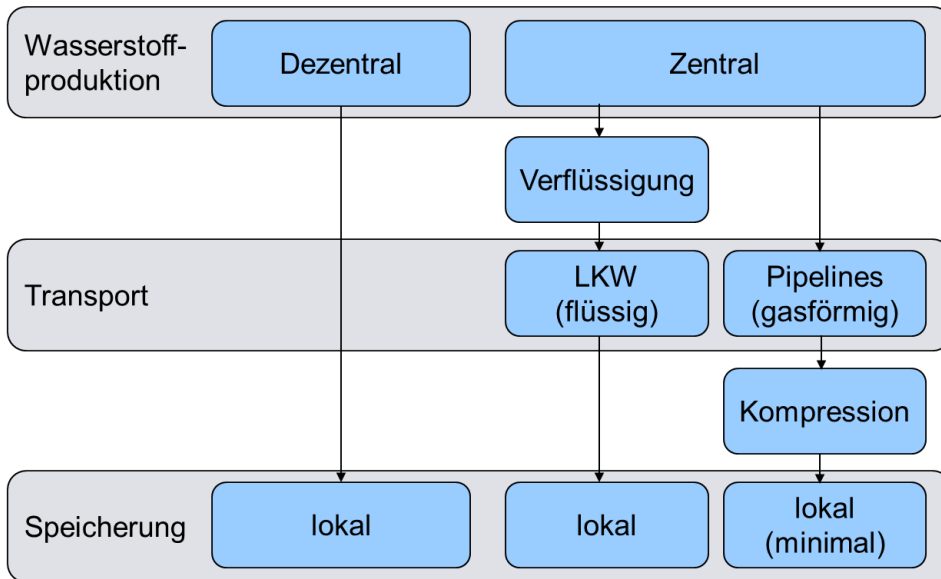 Wasserstoff-
produktion
Dezentral
Zentral
Verflüssigung
Transport
LKW
(flüssig)
Pipelines
(gasförmig)
Kompression
Speicherung
lokal
lokal
lokal
(minimal)